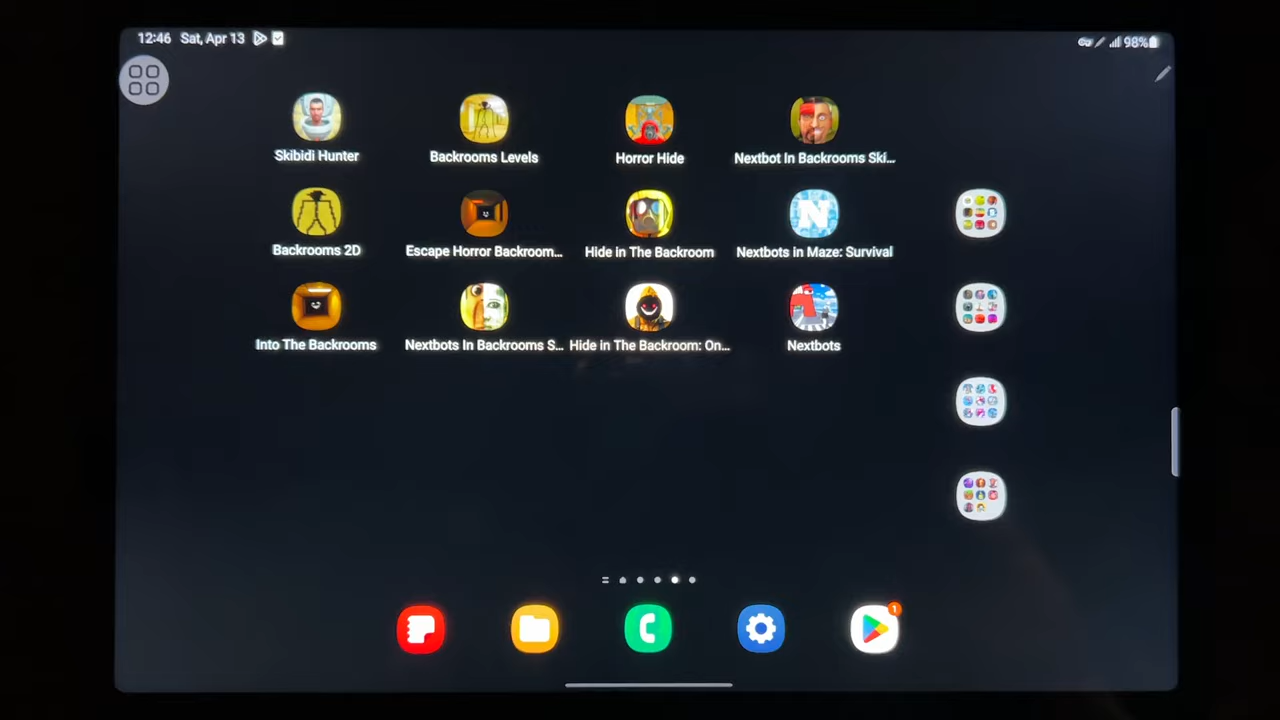 12:46 Sat, Apr 13
98%
Skibidi Hunter
Backrooms Levels
Horror Hide
Nextbot In Backrooms Ski...
Backrooms 2D
Escape Horror Backroom...
Hide in The Backroom
N
Nextbots in Maze: Survival
Into The Backrooms
Nextbots In Backrooms S...
Hide in The Backroom: On...
Nextbots
1